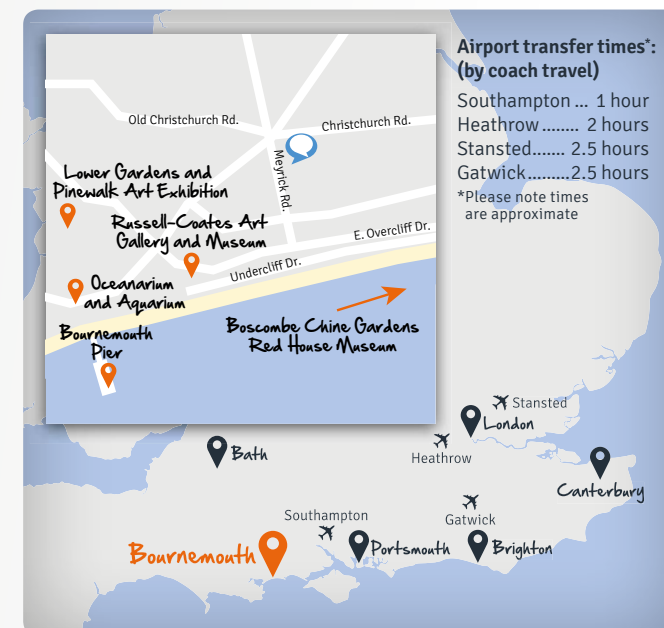 Airport transfer times*:
(by coach travel)
Southampton ... 1 hour
Heathrow ........ 2 hours
Stansted...... 2.5 hours
Gatwick.........2.5 hours
*Please note times
are approximate
Old Christchurch Rd.
Christchurch Rd.
Meyrick Rd.
Lower Gardens and
Pinewalk Art Exhibition
Russell-Coates Art
Gallery and Museum
E. Overcliff Dr.
Undercliff Dr.
Oceanarium
and Aquarium
Bournemouth
Pier
Boscombe Chine Gardens
Red House Museum
Stansted
London
Heathrow
Bath
Canterbury
Southampton
Gatwick
Bournemouth
Portsmouth
Brighton